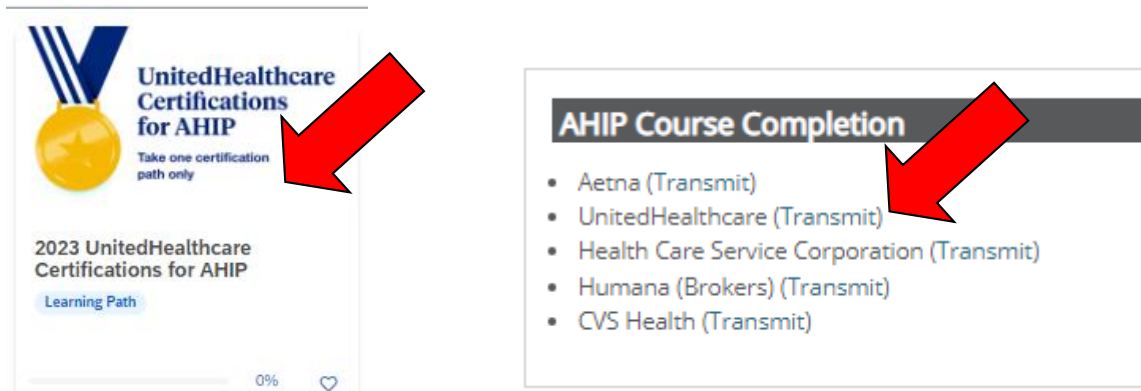 UnitedHealthcare
Certifications
for AHIP
Take one certification
path only
2023 UnitedHealthcare
Certifications for AHIP
Learning Path
0%
AHIP Course Completion
Aetna (Transmit)
UnitedHealthcare (Transmit)
Health Care Service Corporation (Transmit)
Humana (Brokers) (Transmit)
CVS Health (Transmit)